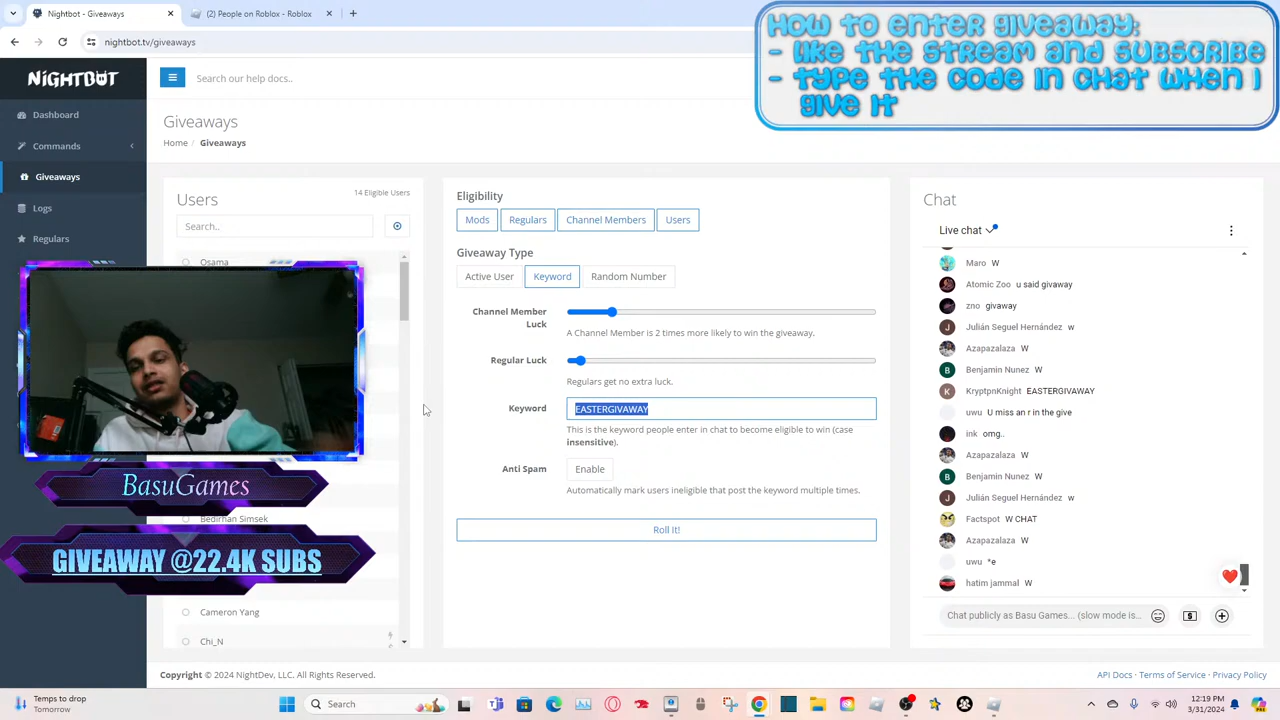 Nightbot - Giveaways
(2) People on Roblox - Roblox
nightbot.tv/giveaways
HOW TO ENTER GIVEAWAY:
- LIKE THE STREAM AND SUBSCRIBE
- TYPE THE CODE IN CHAT WHEN I
GIVE IT
NIGHTBOT
Search our help docs..
Dashboard
Commands
Giveaways
Logs
Regulars
Giveaways
Home
Giveaways
Users
14 Eligible Users
Search..
Osama
Bedirhan Simsek
Cameron Yang
Chi_N
BasuGames
GIVEAWAY @22.4K SUBS
Eligibility
Mods
Regulars
Channel Members
Users
Giveaway Type
Active User
Keyword
Random Number
Channel Member
Luck
A Channel Member is 2 times more likely to win the giveaway.
Regular Luck
Regulars get no extra luck.
Keyword
EASTERGIVAWAY
This is the keyword people enter in chat to become eligible to win (case
insensitive).
Anti Spam
Enable
Automatically mark users ineligible that post the keyword multiple times.
Roll It!
Chat
Live chat
Maro W
Atomic Zoo u said givaway
zno givaway
Julián Seguel Hernández w
Azapazalaza W
Benjamin Nunez W
KryptpnKnight EASTERGIVAWAY
uwu U miss an r in the give
ink omg..
Azapazalaza W
Benjamin Nunez W
Julián Seguel Hernández w
Factspot W CHAT
Azapazalaza W
uwu *e
hatim jammal W
Chat publicly as Basu Games... (slow mode is...
Copyright © 2024 NightDev, LLC. All Rights Reserved.
API Docs - Terms of Service - Privacy Policy
Temps to drop
Tomorrow
Search
12:19 PM
3/31/2024